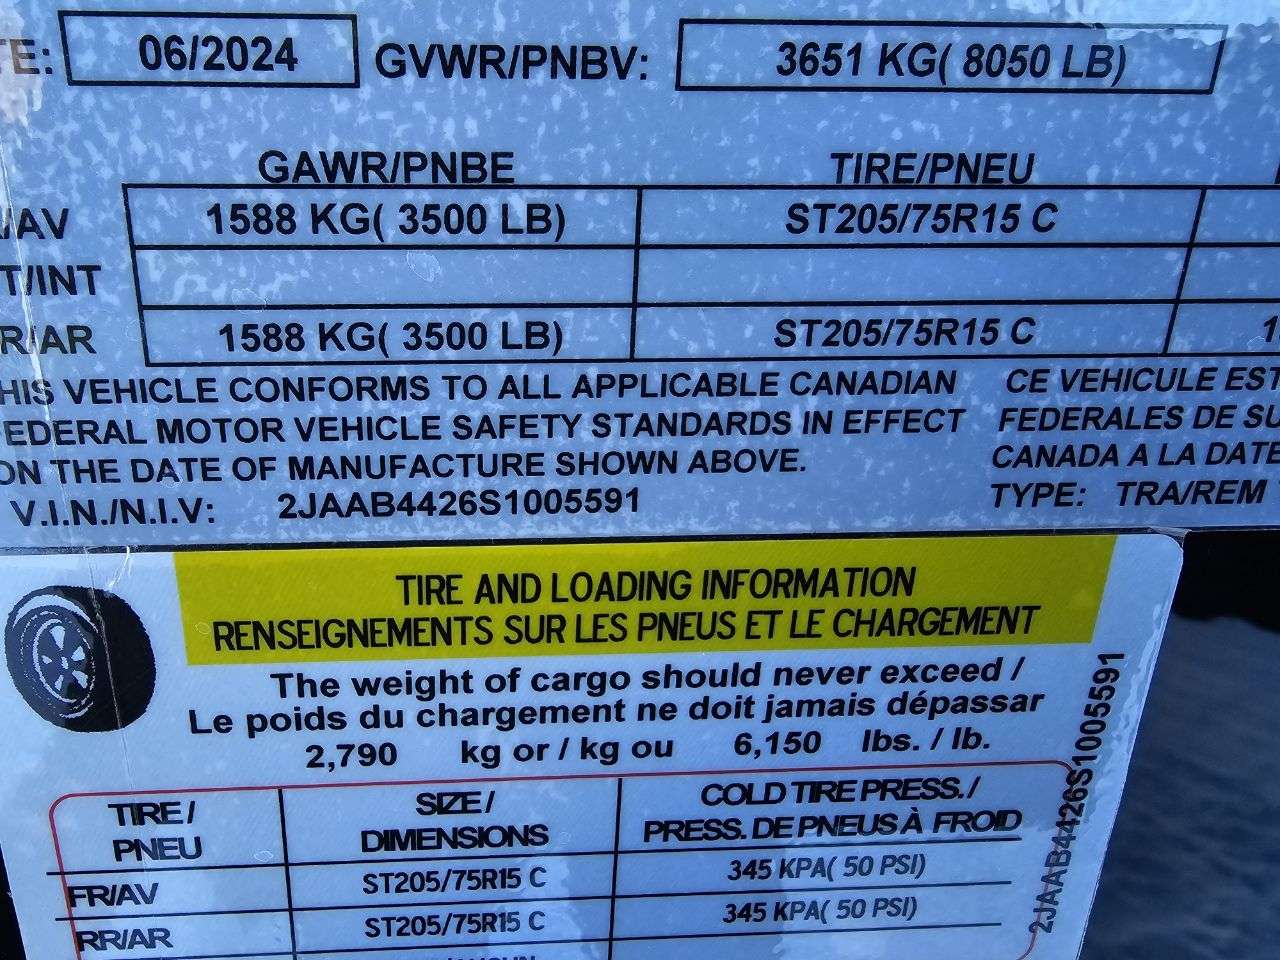 TE: 06/2024 GVWR/PNBV: 3651 KG( 8050 LB)
GAWR/PNBE TIRE/PNEU
/AV 1588 KG( 3500 LB) ST205/75R15 C
T/INT
R/AR 1588 KG( 3500 LB) ST205/75R15 C 1
HIS VEHICLE CONFORMS TO ALL APPLICABLE CANADIAN CE VEHICULE EST
FEDERAL MOTOR VEHICLE SAFETY STANDARDS IN EFFECT FEDERALES DE SU
ON THE DATE OF MANUFACTURE SHOWN ABOVE. CANADA A LA DATE
V.I.N./N.I.V: 2JAAB4426S1005591 TYPE: TRA/REM
TIRE AND LOADING INFORMATION
RENSEIGNEMENTS SUR LES PNEUS ET LE CHARGEMENT
The weight of cargo should never exceed /
Le poids du chargement ne doit jamais dépassar
2,790 kg or / kg ou 6,150 lbs. / lb.
TIRE / SIZE / COLD TIRE PRESS. /
PNEU DIMENSIONS PRESS. DE PNEUS À FROID
FR/AV ST205/75R15 C 345 KPA( 50 PSI)
RR/AR ST205/75R15 C 345 KPA( 50 PSI)
2JAAB4426S1005591